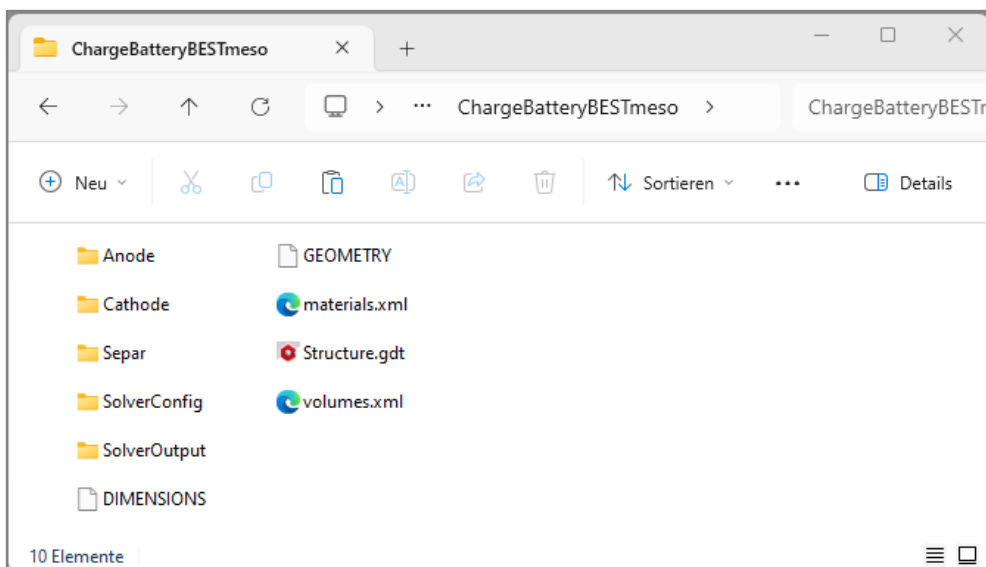 ChargeBatteryBESTmeso
ChargeBatteryBESTmeso
ChargeBatteryBESTr
Neu
Sortieren
Details
Anode
GEOMETRY
Cathode
materials.xml
Separ
Structure.gdt
SolverConfig
volumes.xml
SolverOutput
DIMENSIONS
10 Elemente